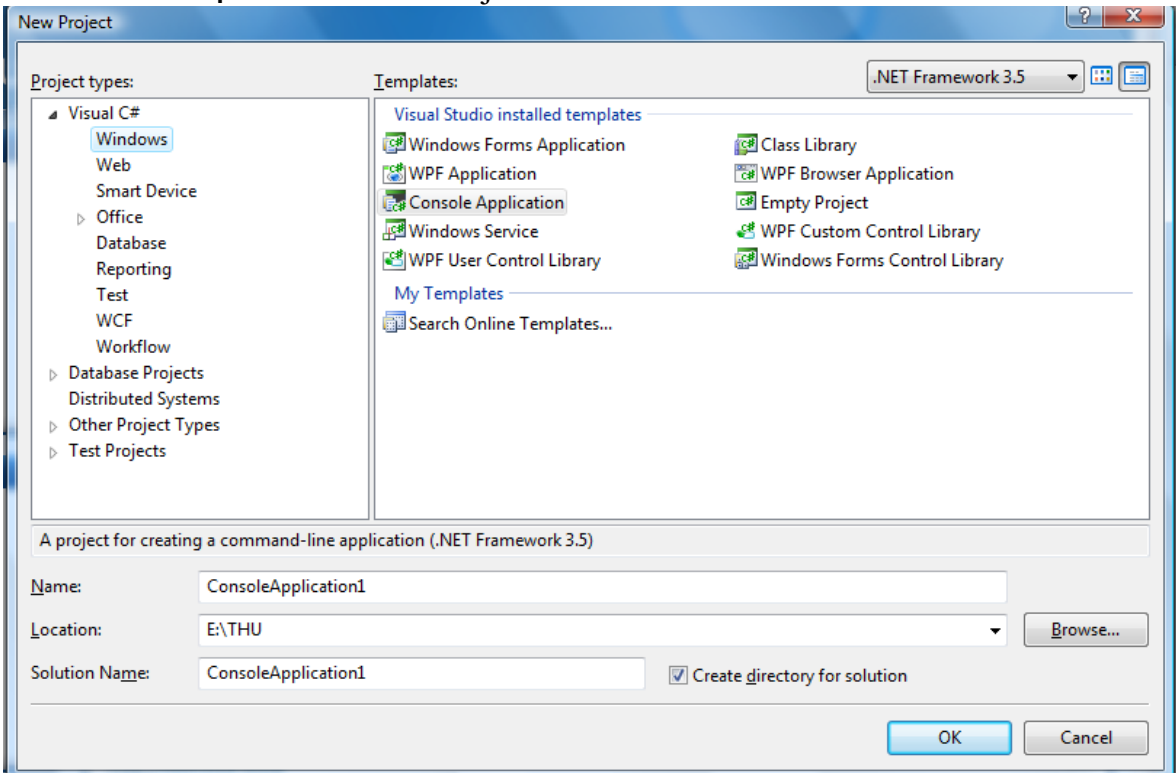 New Project
Project types:
Templates:
.NET Framework 3.5
Visual C#
Windows
Web
Smart Device
Office
Database
Reporting
Test
WCF
Workflow
Database Projects
Distributed Systems
Other Project Types
Test Projects
Visual Studio installed templates
Windows Forms Application
Class Library
WPF Application
WPF Browser Application
Console Application
Empty Project
Windows Service
WPF Custom Control Library
WPF User Control Library
Windows Forms Control Library
My Templates
Search Online Templates...
A project for creating a command-line application (.NET Framework 3.5)
Name:
ConsoleApplication1
Location:
E:\THU
Browse...
Solution Name:
ConsoleApplication1
Create directory for solution
OK
Cancel